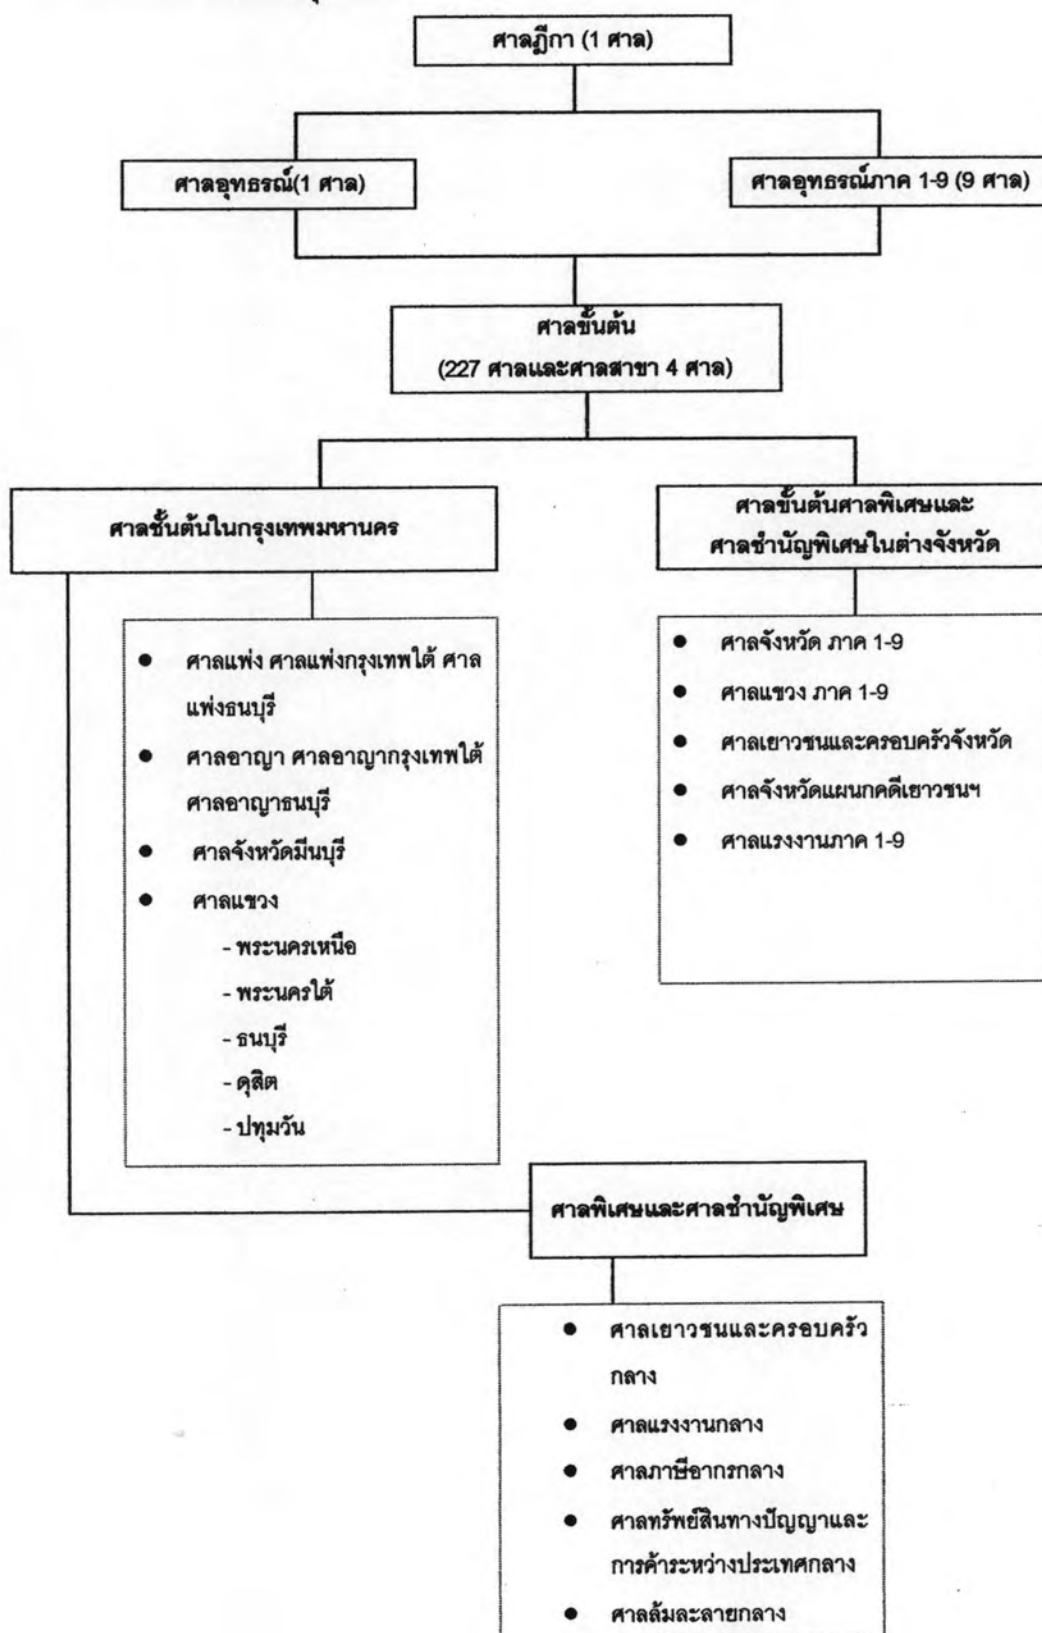 ศาลฎีกา (1 ศาล)
ศาลอุทธรณ์(1 ศาล)
ศาลอุทธรณ์ภาค 1-9 (9 ศาล)
ศาลชั้นต้น
(227 ศาลและศาลสาขา 4 ศาล)
ศาลชั้นต้นในกรุงเทพมหานคร
ศาลชั้นต้นศาลพิเศษและ
ศาลชำนัญพิเศษในต่างจังหวัด
● ศาลแพ่ง ศาลแพ่งกรุงเทพใต้ ศาล
แพ่งธนบุรี
● ศาลอาญา ศาลอาญากรุงเทพใต้
ศาลอาญาธนบุรี
● ศาลจังหวัดมีนบุรี
● ศาลแขวง
- พระนครเหนือ
- พระนครใต้
- ธนบุรี
- ดุสิต
- ปทุมวัน
● ศาลจังหวัด ภาค 1-9
● ศาลแขวง ภาค 1-9
● ศาลเยาวชนและครอบครัวจังหวัด
● ศาลจังหวัดแผนกคดีเยาวชนฯ
● ศาลแรงงานภาค 1-9
ศาลพิเศษและศาลชำนัญพิเศษ
● ศาลเยาวชนและครอบครัว
กลาง
● ศาลแรงงานกลาง
● ศาลภาษีอากรกลาง
● ศาลทรัพย์สินทางปัญญาและ
การค้าระหว่างประเทศกลาง
● ศาลล้มละลายกลาง